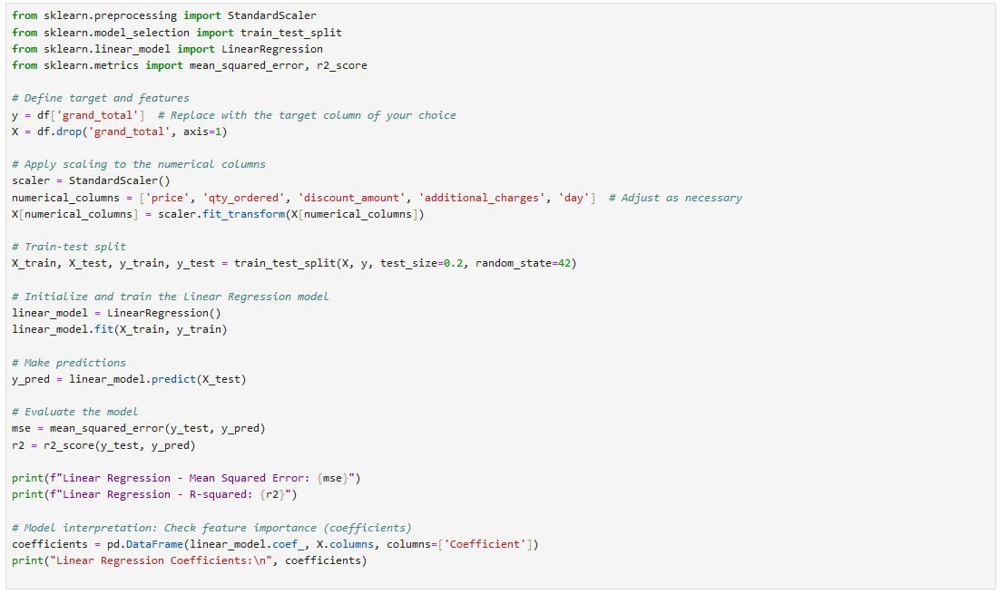 from sklearn.preprocessing import StandardScaler
from sklearn.model_selection import train_test_split
from sklearn.linear_model import LinearRegression
from sklearn.metrics import mean_squared_error, r2_score
# Define target and features
y = df['grand_total']  # Replace with the target column of your choice
X = df.drop('grand_total', axis=1)
# Apply scaling to the numerical columns
scaler = StandardScaler()
numerical_columns = ['price', 'qty_ordered', 'discount_amount', 'additional_charges', 'day']  # Adjust as necessary
X[numerical_columns] = scaler.fit_transform(X[numerical_columns])
# Train-test split
X_train, X_test, y_train, y_test = train_test_split(X, y, test_size=0.2, random_state=42)
# Initialize and train the Linear Regression model
linear_model = LinearRegression()
linear_model.fit(X_train, y_train)
# Make predictions
y_pred = linear_model.predict(X_test)
# Evaluate the model
mse = mean_squared_error(y_test, y_pred)
r2 = r2_score(y_test, y_pred)
print(f"Linear Regression - Mean Squared Error: {mse}")
print(f"Linear Regression - R-squared: {r2}")
# Model interpretation: Check feature importance (coefficients)
coefficients = pd.DataFrame(linear_model.coef_, X.columns, columns=['Coefficient'])
print("Linear Regression Coefficients:\n", coefficients)